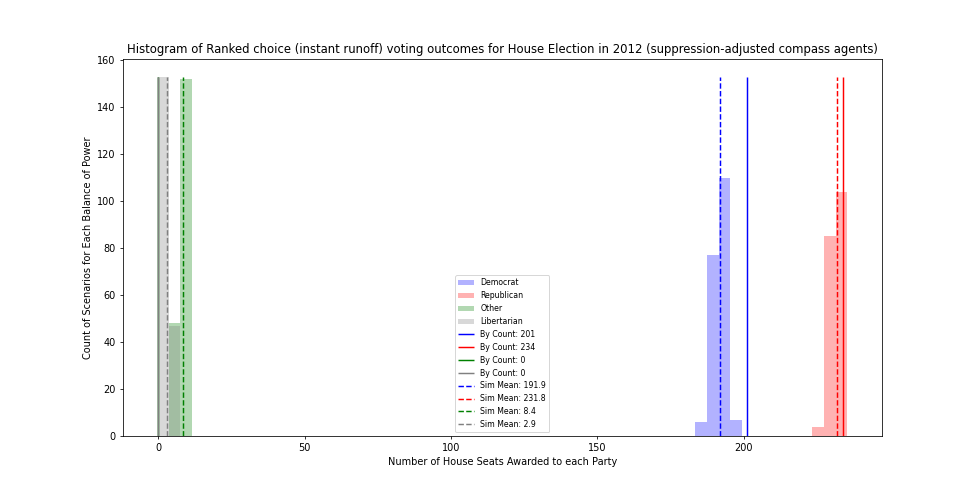 Histogram of Ranked choice (instant runoff) voting outcomes for House Election in 2012 (suppression-adjusted compass agents)
Count of Scenarios for Each Balance of Power
160
140
120
100
80
60
40
20
0
Democrat
Republican
Other
Libertarian
By Count: 201
By Count: 234
By Count: 0
By Count: 0
Sim Mean: 191.9
Sim Mean: 231.8
Sim Mean: 8.4
Sim Mean: 2.9
0 50 100 150 200
Number of House Seats Awarded to each Party